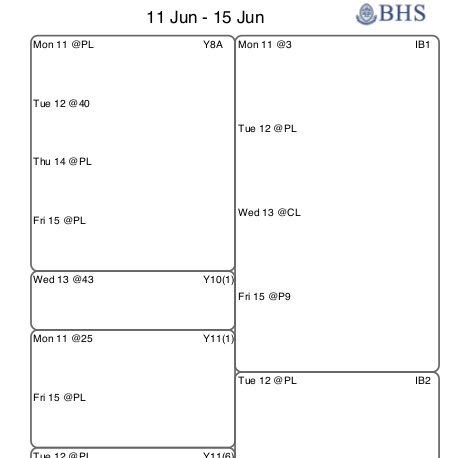 11 Jun - 15 Jun
BHS
Mon 11 @PL Y8A
Tue 12 @40
Thu 14 @PL
Fri 15 @PL
Wed 13 @43 Y10(1)
Mon 11 @25 Y11(1)
Fri 15 @PL
Tue 12 @PL Y11(6)
Mon 11 @3 IB1
Tue 12 @PL
Wed 13 @CL
Fri 15 @P9
Tue 12 @PL IB2